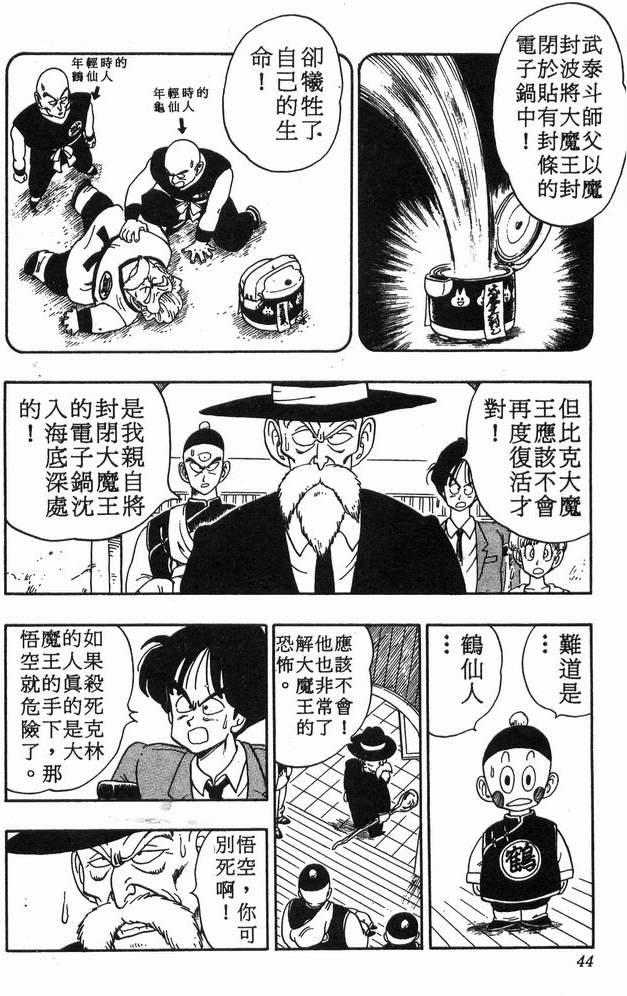 武泰斗師父以魔
封波將大魔王封
閉於貼有封條的
電子鍋中！
卻犧牲了
自己的生
命！
年輕時的
龜仙人
年輕時的
鶴仙人
但比克大魔
王應該不會
再度復活才
對！
是我親自將
封閉大魔王
的電子鍋沈
入海底深處
的！
難道是
…
鶴仙人
…
鶴
應該不會！
他也非常了
解大魔王的
恐怖。
如果殺死克林
的人眞的是大
魔王的手下，那
悟空就危險了。
悟空，你可
別死啊！
44